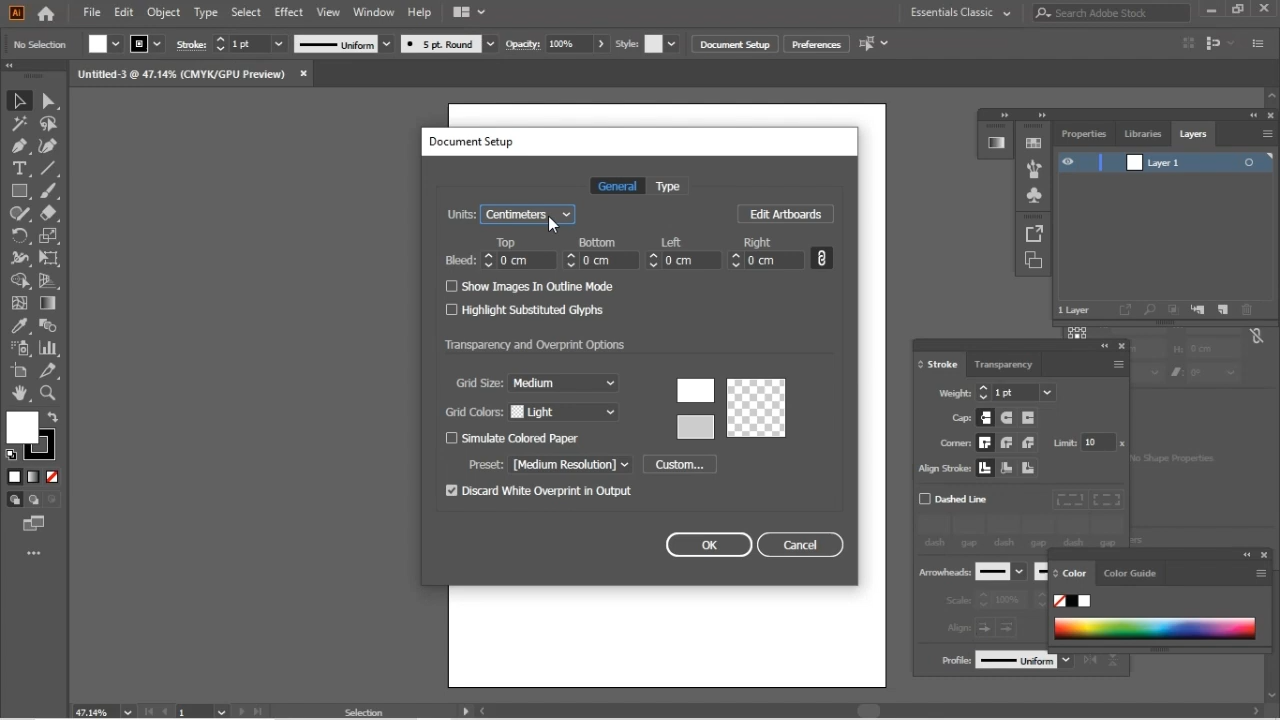 Ai File Edit Object Type Select Effect View Window Help Essentials Classic Search Adobe Stock
No Selection Stroke: 1 pt Uniform 5 pt. Round Opacity: 100% Style: Document Setup Preferences
Untitled-3 @ 47.14% (CMYK/GPU Preview) ×
Document Setup
General Type
Units: Centimeters Edit Artboards
Top Bottom Left Right
Bleed: 0 cm 0 cm 0 cm 0 cm
Show Images In Outline Mode
Highlight Substituted Glyphs
Transparency and Overprint Options
Grid Size: Medium
Grid Colors: Light
Simulate Colored Paper
Preset: [Medium Resolution] Custom...
Discard White Overprint in Output
OK Cancel
Properties Libraries Layers
Layer 1
1 Layer
H: 0 cm
Stroke Transparency
Weight: 1 pt
Cap:
Corner: Limit: 10 x
Align Stroke:
No Shape Properties
Dashed Line
dash gap dash gap dash gap
Arrowheads:
Scale: 100%
Align:
Profile: Uniform
Color Color Guide
47.14% 1 Selection